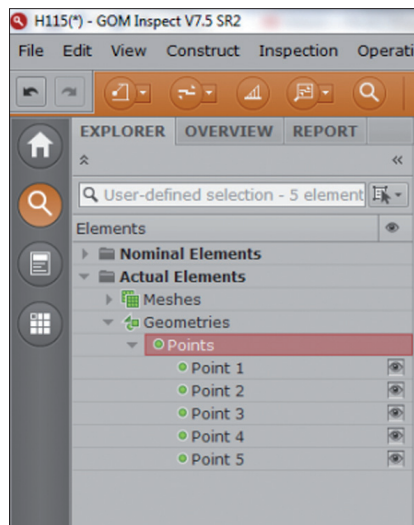 H115(*) - GOM Inspect V7.5 SR2
File Edit View Construct Inspection Operati
EXPLORER OVERVIEW REPORT
User-defined selection - 5 element
Elements
Nominal Elements
Actual Elements
Meshes
Geometries
Points
Point 1
Point 2
Point 3
Point 4
Point 5